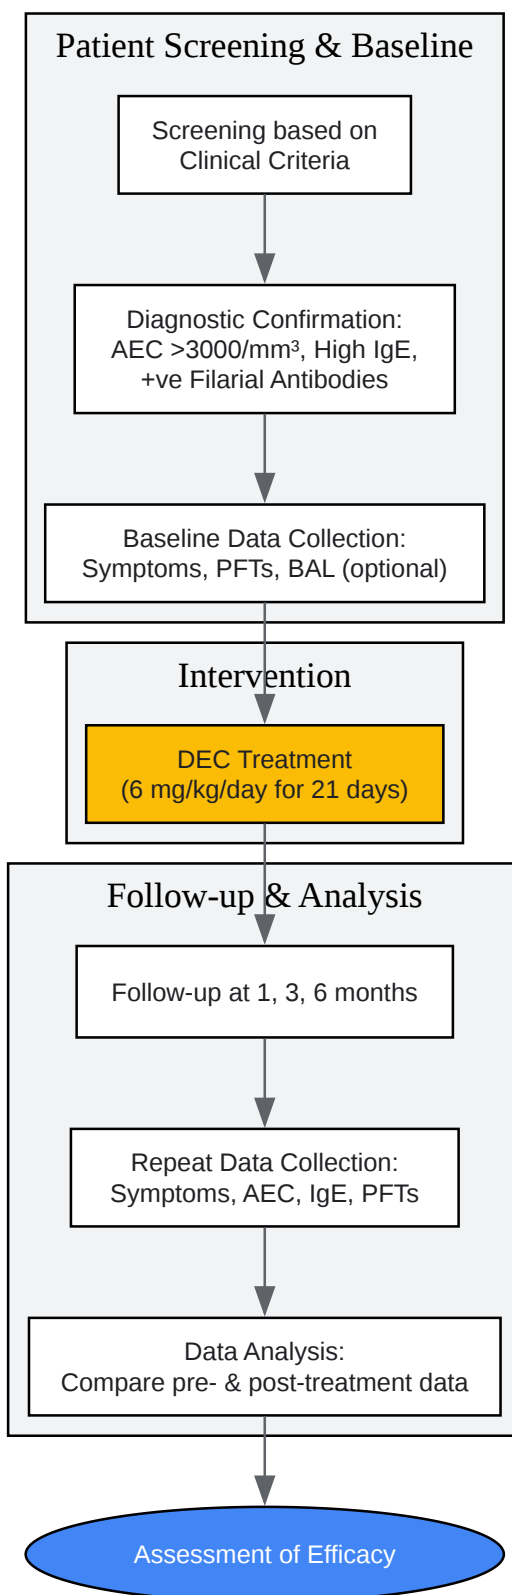 Patient Screening & Baseline
Screening based on
Clinical Criteria
Diagnostic Confirmation:
AEC >3000/mm³, High IgE,
+ve Filarial Antibodies
Baseline Data Collection:
Symptoms, PFTs, BAL (optional)
Intervention
DEC Treatment
(6 mg/kg/day for 21 days)
Follow-up & Analysis
Follow-up at 1, 3, 6 months
Repeat Data Collection:
Symptoms, AEC, IgE, PFTs
Data Analysis:
Compare pre- & post-treatment data
Assessment of Efficacy